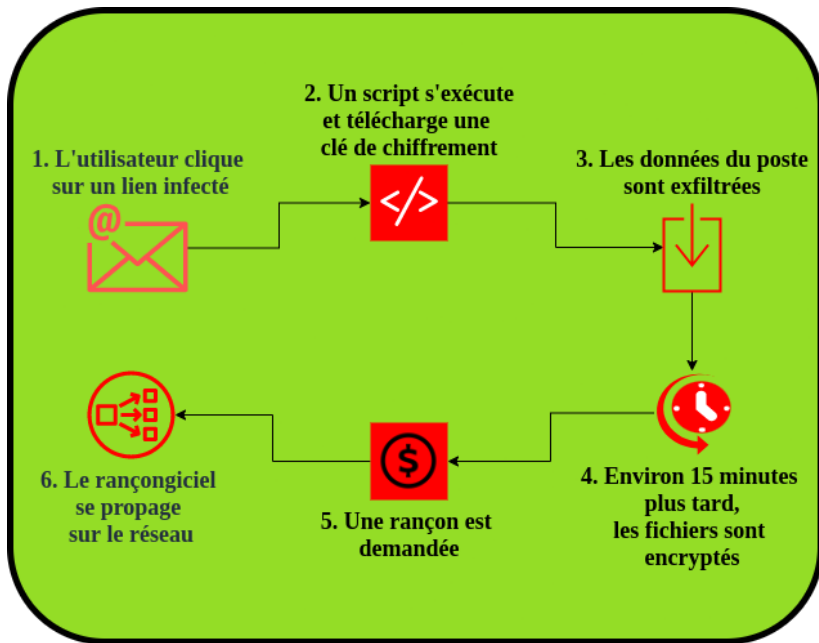 1. L'utilisateur clique
sur un lien infecté
@
2. Un script s'exécute
et télécharge une
clé de chiffrement
</>
3. Les données du poste
sont exfiltrées
4. Environ 15 minutes
plus tard,
les fichiers sont
encryptés
$
5. Une rançon est
demandée
6. Le rançongiciel
se propage
sur le réseau